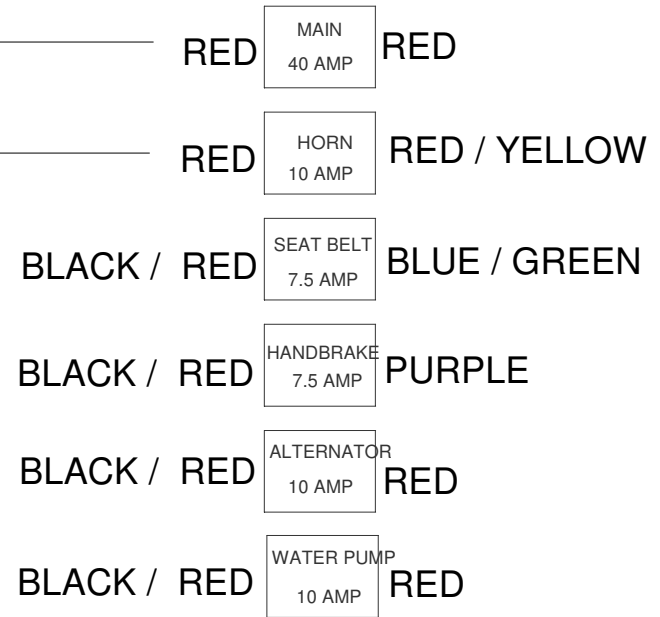 RED MAIN 40 AMP RED
RED HORN 10 AMP RED / YELLOW
BLACK / RED SEAT BELT 7.5 AMP BLUE / GREEN
BLACK / RED HANDBRAKE 7.5 AMP PURPLE
BLACK / RED ALTERNATOR 10 AMP RED
BLACK / RED WATER PUMP 10 AMP RED